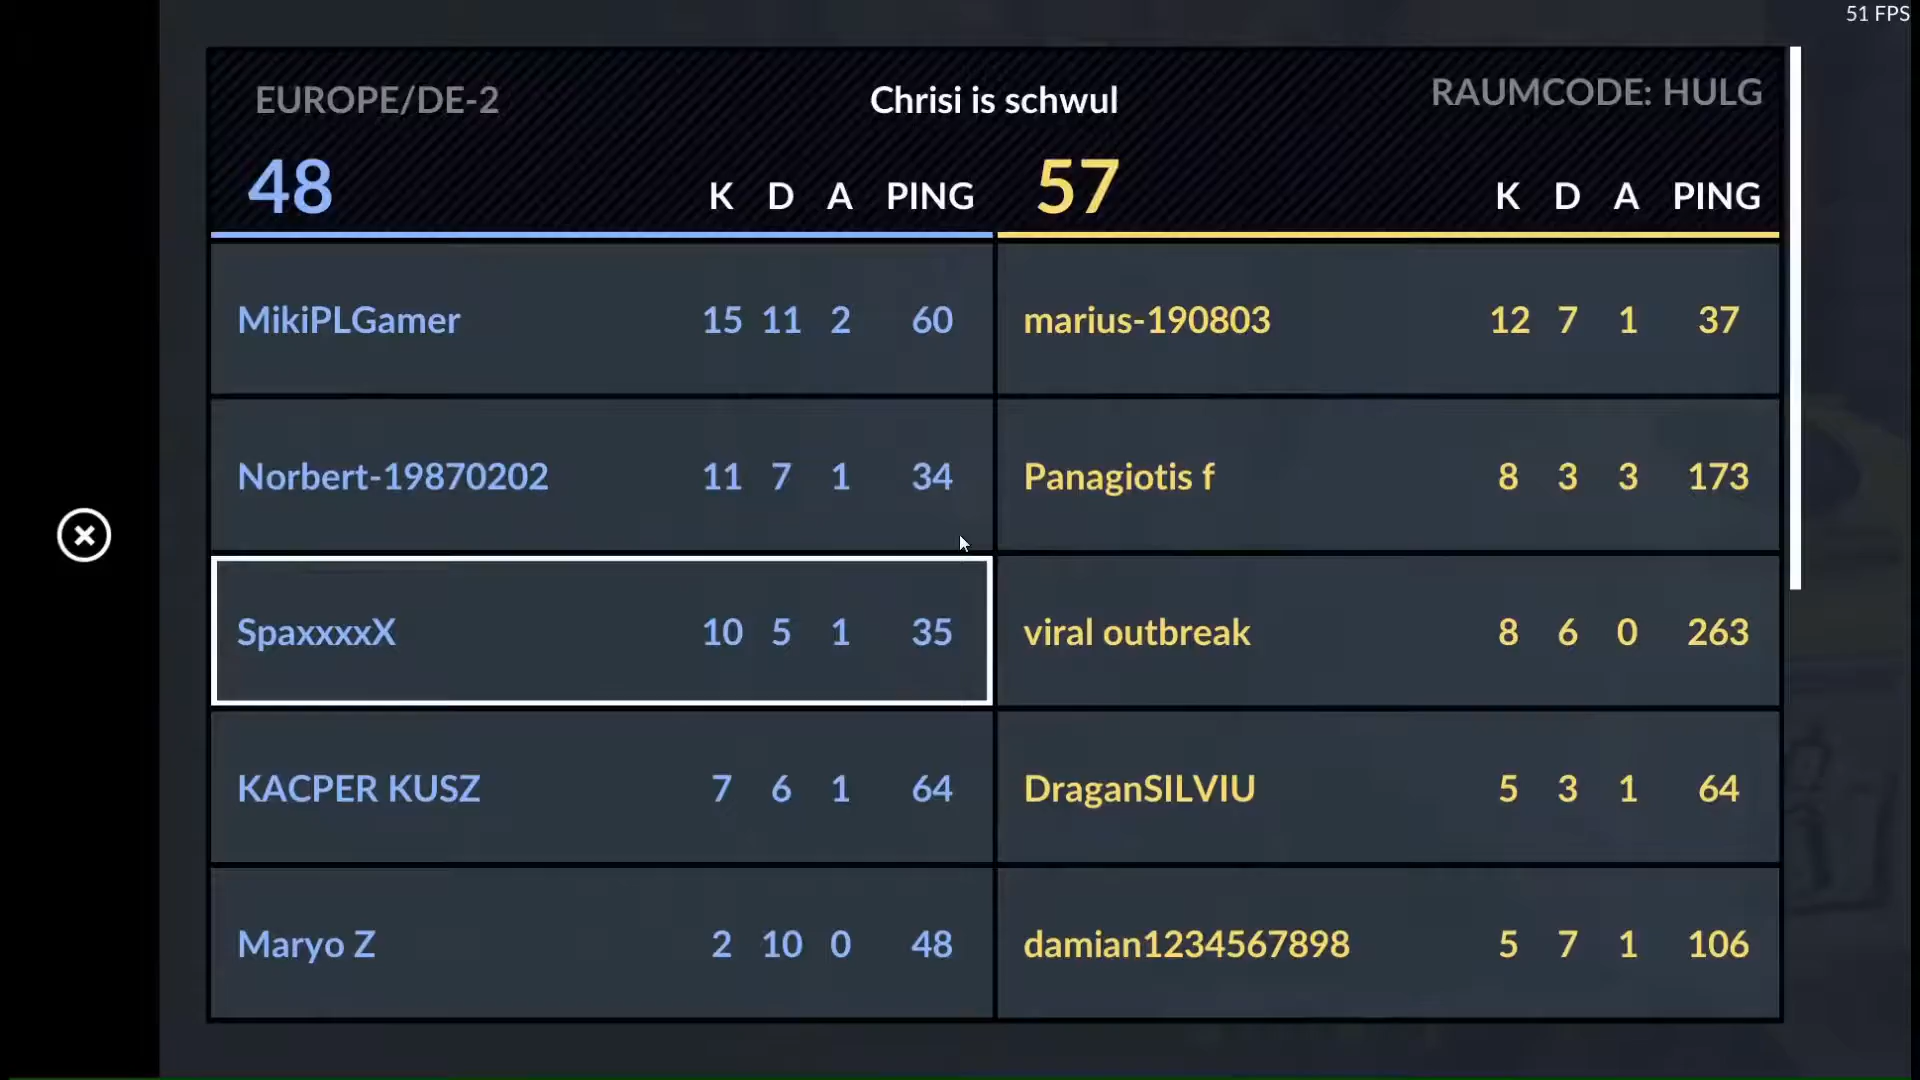 51 FPS
EUROPE/DE-2 Chrisi is schwul RAUMCODE: HULG
48 K D A PING 57 K D A PING
MikiPLGamer 15 11 2 60 marius-190803 12 7 1 37
Norbert-19870202 11 7 1 34 Panagiotis f 8 3 3 173
SpaxxxxX 10 5 1 35 viral outbreak 8 6 0 263
KACPER KUSZ 7 6 1 64 DraganSILVIU 5 3 1 64
Maryo Z 2 10 0 48 damian1234567898 5 7 1 106